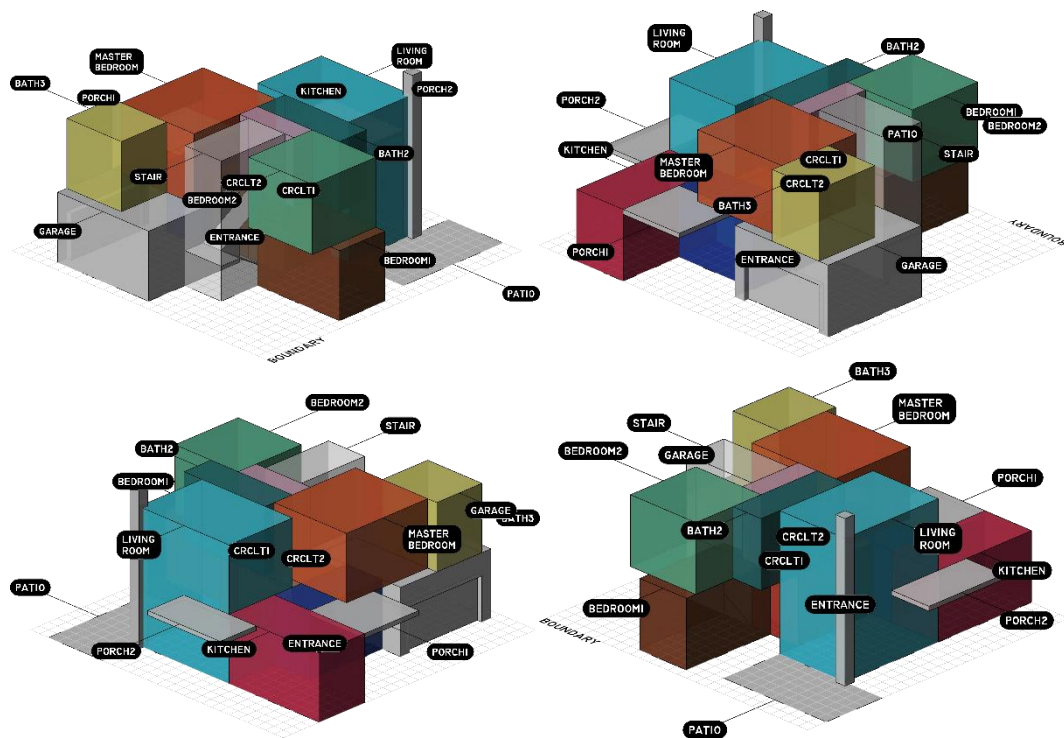 LIVING
ROOM
MASTER
BEDROOM
BATH3
PORCH1
KITCHEN
PORCH2
BATH2
STAIR
CRCLT2
CRCLT1
BEDROOM2
GARAGE
ENTRANCE
BEDROOM1
PATIO
BOUNDARY
LIVING
ROOM
BATH2
PORCH2
BEDROOM1
BEDROOM2
PATIO
KITCHEN
STAIR
MASTER
BEDROOM
CRCLT1
CRCLT2
BATH3
BOUNDARY
PORCH1
ENTRANCE
GARAGE
BEDROOM2
STAIR
BATH2
BEDROOM1
GARAGE
BATH3
LIVING
ROOM
CRCLT1
CRCLT2
MASTER
BEDROOM
PATIO
PORCH2
KITCHEN
ENTRANCE
PORCH1
BATH3
MASTER
BEDROOM
STAIR
BEDROOM2
GARAGE
PORCH1
BATH2
CRCLT2
LIVING
ROOM
CRCLT1
KITCHEN
BEDROOM1
ENTRANCE
PORCH2
BOUNDARY
PATIO